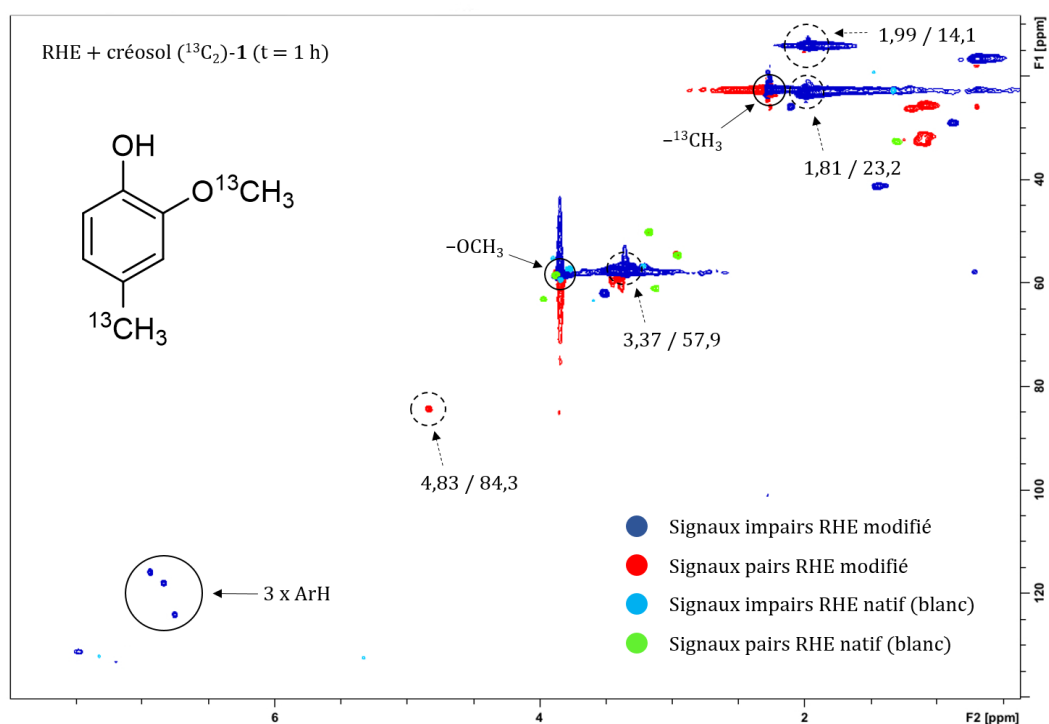 RHE + créosol (¹³C₂)-1 (t = 1 h)
1,99 / 14,1
F1 [ppm]
OH
O¹³CH₃
¹³CH₃
–¹³CH₃
1,81 / 23,2
40
–OCH₃
60
3,37 / 57,9
80
4,83 / 84,3
100
Signaux impairs RHE modifié
Signaux pairs RHE modifié
Signaux impairs RHE natif (blanc)
Signaux pairs RHE natif (blanc)
3 x ArH
120
6
4
2
F2 [ppm]